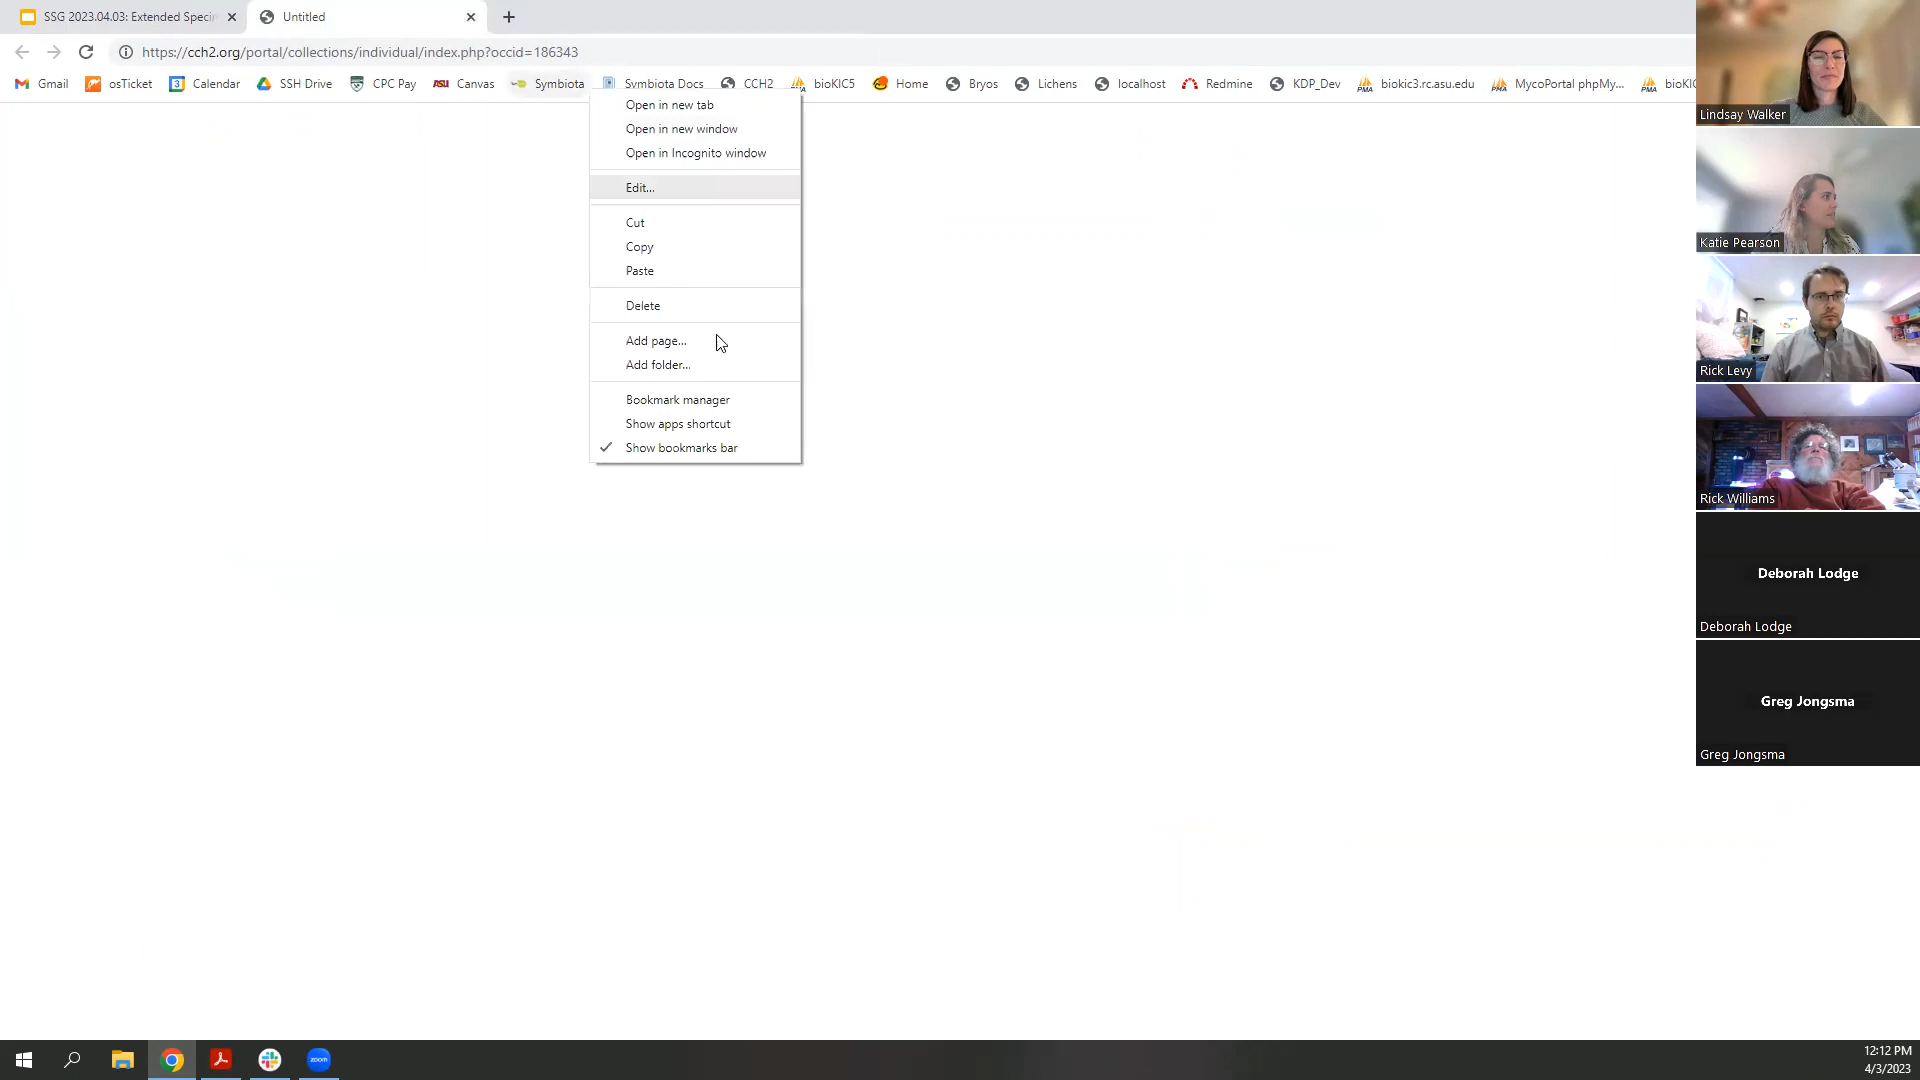 SSG 2023.04.03: Extended Speci
Untitled
https://cch2.org/portal/collections/individual/index.php?occid=186343
Gmail
osTicket
Calendar
SSH Drive
CPC Pay
Canvas
Symbiota
Symbiota Docs
CCH2
bioKIC5
Home
Bryos
Lichens
localhost
Redmine
KDP_Dev
biokic3.rc.asu.edu
MycoPortal phpMy...
bioKI
Open in new tab
Open in new window
Open in Incognito window
Edit...
Cut
Copy
Paste
Delete
Add page...
Add folder...
Bookmark manager
Show apps shortcut
Show bookmarks bar
Lindsay Walker
Katie Pearson
Rick Levy
Rick Williams
Deborah Lodge
Deborah Lodge
Greg Jongsma
Greg Jongsma
zoom
12:12 PM
4/3/2023